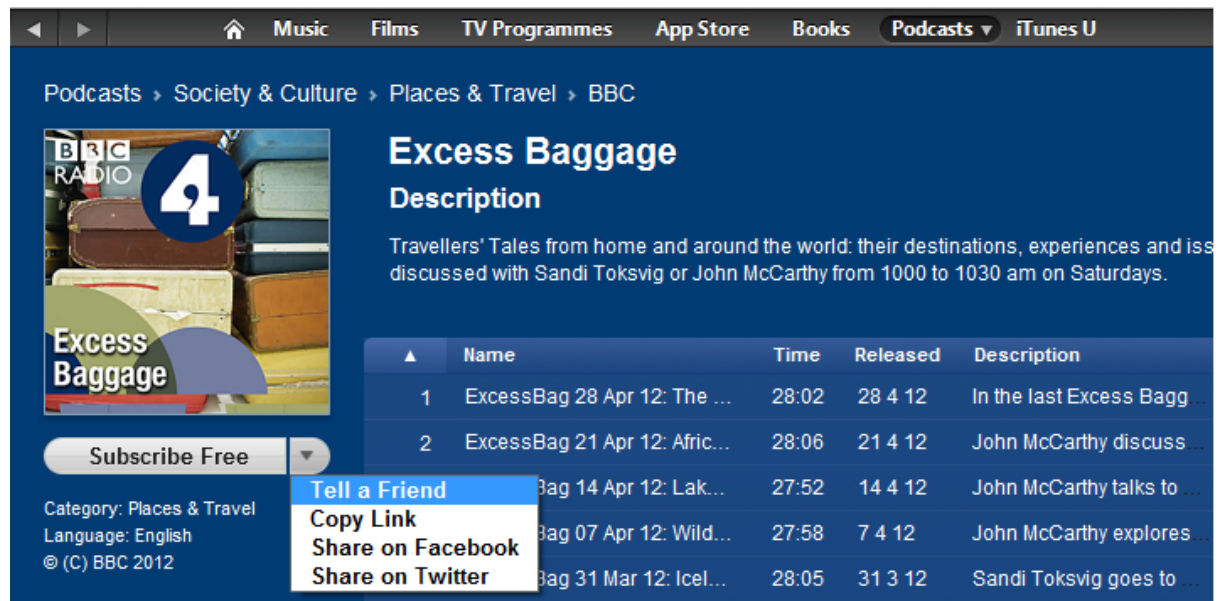 Music Films TV Programmes App Store Books Podcasts iTunes U
Podcasts › Society & Culture › Places & Travel › BBC
BBC
RADIO
4
Excess
Baggage
Excess Baggage
Description
Travellers' Tales from home and around the world: their destinations, experiences and iss
discussed with Sandi Toksvig or John McCarthy from 1000 to 1030 am on Saturdays.
Subscribe Free
Tell a Friend
Copy Link
Share on Facebook
Share on Twitter
Category: Places & Travel
Language: English
© (C) BBC 2012
Name Time Released Description
1 ExcessBag 28 Apr 12: The ... 28:02 28 4 12 In the last Excess Bagg...
2 ExcessBag 21 Apr 12: Afric... 28:06 21 4 12 John McCarthy discuss...
Bag 14 Apr 12: Lak... 27:52 14 4 12 John McCarthy talks to ...
Bag 07 Apr 12: Wild... 27:58 7 4 12 John McCarthy explores...
Bag 31 Mar 12: Icel... 28:05 31 3 12 Sandi Toksvig goes to ...